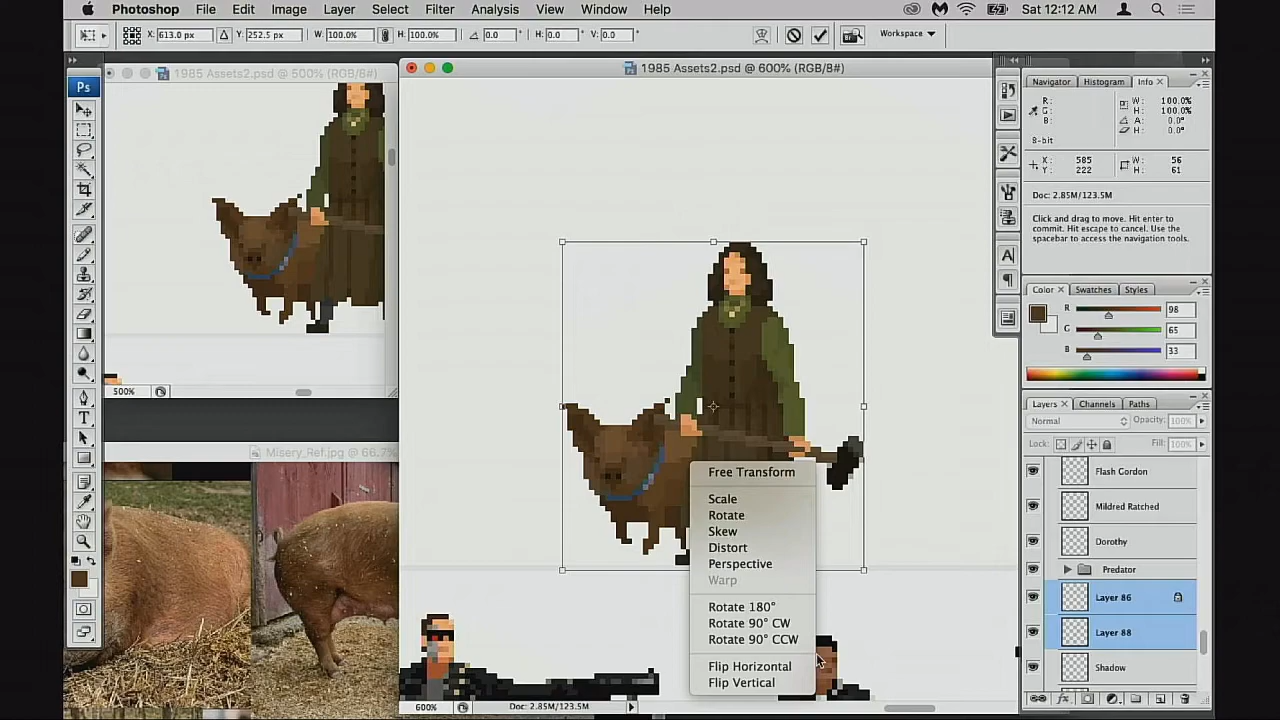 Photoshop File Edit Image Layer Select Filter Analysis View Window Help Sat 12:12 AM
X: 613.0 px Y: 252.5 px W: 100.0% H: 100.0% 0.0 ° H: 0.0 ° V: 0.0 ° Workspace
1985 Assets2.psd @ 500% (RGB/8#)
1985 Assets2.psd @ 600% (RGB/8#)
Ps
Navigator Histogram Info
R: W: 100.0%
G: H: 100.0%
B: A: 0.0°
H: 0.0°
8-bit
X: 585 W: 56
Y: 222 H: 61
Doc: 2.85M/123.5M
Click and drag to move. Hit enter to
commit. Hit escape to cancel. Use the
spacebar to access the navigation tools.
Color Swatches Styles
R 98
G 65
B 33
500%
Misery_Ref.jpg @ 66.7%
Free Transform
Scale
Rotate
Skew
Distort
Perspective
Warp
Rotate 180°
Rotate 90° CW
Rotate 90° CCW
Flip Horizontal
Flip Vertical
Layers Channels Paths
Normal Opacity: 100%
Lock: Fill: 100%
Flash Gordon
Mildred Ratched
Dorothy
Predator
Layer 86
Layer 88
Shadow
600% Doc: 2.85M/123.5M